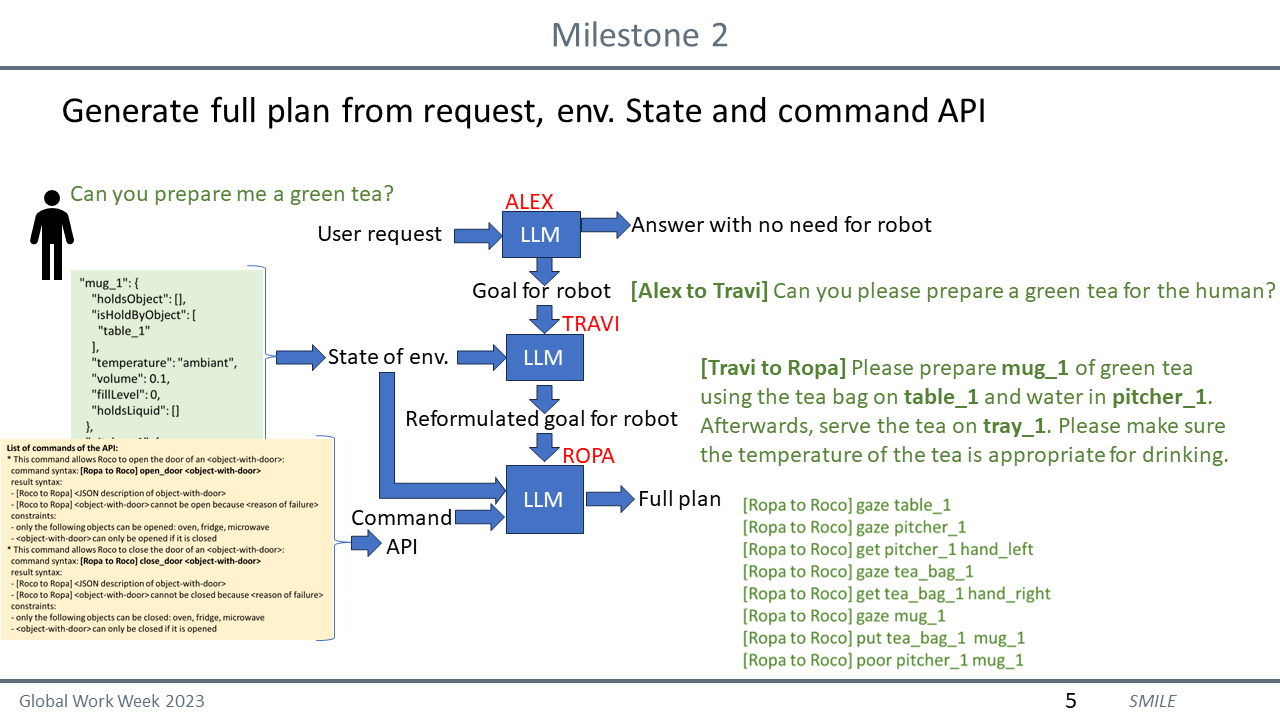 Milestone 2
Generate full plan from request, env. State and command API
Can you prepare me a green tea?
ALEX
User request
LLM
Answer with no need for robot
Goal for robot
[Alex to Travi] Can you please prepare a green tea for the human?
TRAVI
"mug_1": {
"holdsObject": [],
"isHoldByObject": [
"table_1"
],
"temperature": "ambiant",
"volume": 0.1,
"fillLevel": 0,
"holdsLiquid": []
},
State of env.
LLM
[Travi to Ropa] Please prepare mug_1 of green tea
using the tea bag on table_1 and water in pitcher_1.
Afterwards, serve the tea on tray_1. Please make sure
the temperature of the tea is appropriate for drinking.
Reformulated goal for robot
ROPA
List of commands of the API:
* This command allows Roco to open the door of an <object-with-door>:
command syntax: [Ropa to Roco] open_door <object-with-door>
result syntax:
- [Roco to Ropa] <JSON description of object-with-door>
- [Roco to Ropa] <object-with-door> cannot be open because <reason of failure>
constraints:
- only the following objects can be opened: oven, fridge, microwave
- <object-with-door> can only be opened if it is closed
* This command allows Roco to close the door of an <object-with-door>:
command syntax: [Ropa to Roco] close_door <object-with-door>
result syntax:
- [Roco to Ropa] <JSON description of object-with-door>
- [Roco to Ropa] <object-with-door> cannot be closed because <reason of failure>
constraints:
- only the following objects can be closed: oven, fridge, microwave
- <object-with-door> can only be closed if it is opened
LLM
Full plan
Command
API
[Ropa to Roco] gaze table_1
[Ropa to Roco] gaze pitcher_1
[Ropa to Roco] get pitcher_1 hand_left
[Ropa to Roco] gaze tea_bag_1
[Ropa to Roco] get tea_bag_1 hand_right
[Ropa to Roco] gaze mug_1
[Ropa to Roco] put tea_bag_1 mug_1
[Ropa to Roco] poor pitcher_1 mug_1
Global Work Week 2023
5
SMILE